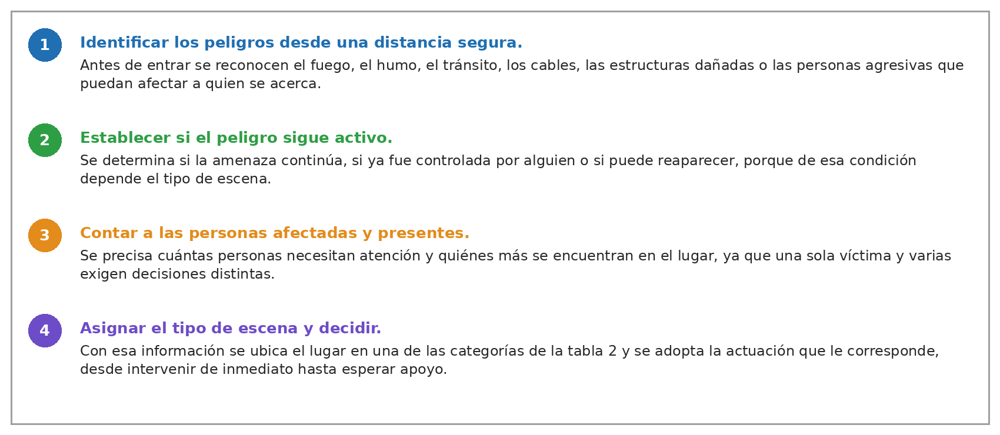 1
Identificar los peligros desde una distancia segura.
Antes de entrar se reconocen el fuego, el humo, el tránsito, los cables, las estructuras dañadas o las personas agresivas que
puedan afectar a quien se acerca.
2
Establecer si el peligro sigue activo.
Se determina si la amenaza continúa, si ya fue controlada por alguien o si puede reaparecer, porque de esa condición
depende el tipo de escena.
3
Contar a las personas afectadas y presentes.
Se precisa cuántas personas necesitan atención y quiénes más se encuentran en el lugar, ya que una sola víctima y varias
exigen decisiones distintas.
4
Asignar el tipo de escena y decidir.
Con esa información se ubica el lugar en una de las categorías de la tabla 2 y se adopta la actuación que le corresponde,
desde intervenir de inmediato hasta esperar apoyo.